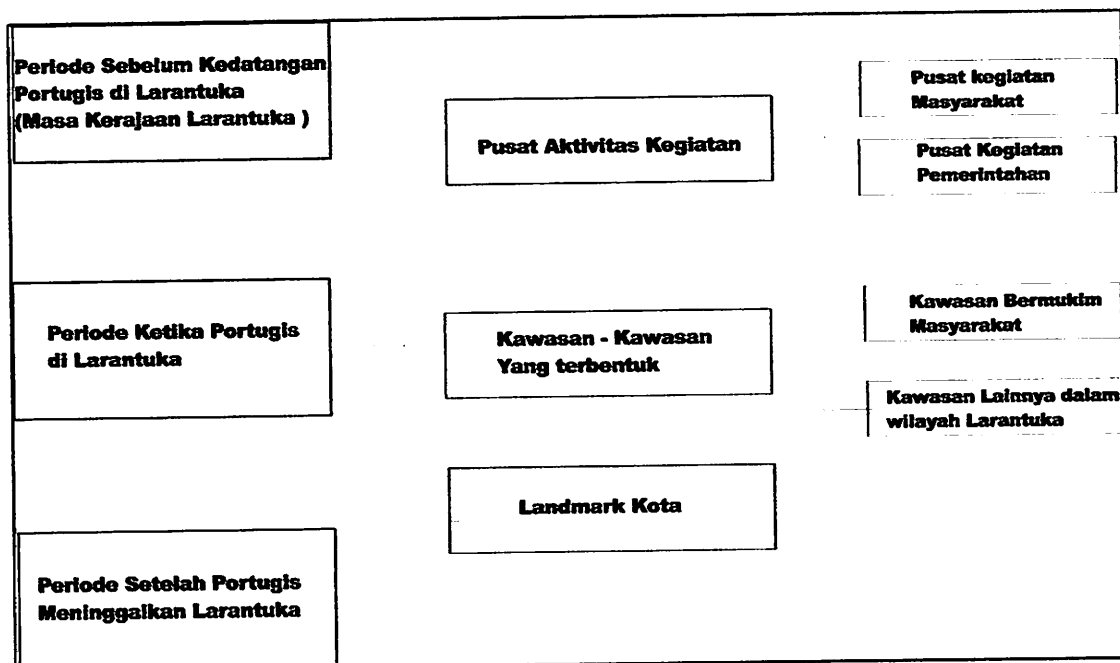 Periode Sebelum Kedatangan
Portugis di Larantuka
(Masa Kerajaan Larantuka )
Pusat Aktivitas Kegiatan
Pusat kegiatan
Masyarakat
Pusat Kegiatan
Pemerintahan
Periode Ketika Portugis
di Larantuka
Kawasan - Kawasan
Yang terbentuk
Kawasan Bermukim
Masyarakat
Kawasan Lainnya dalam
wilayah Larantuka
Landmark Kota
Periode Setelah Portugis
Meninggalkan Larantuka